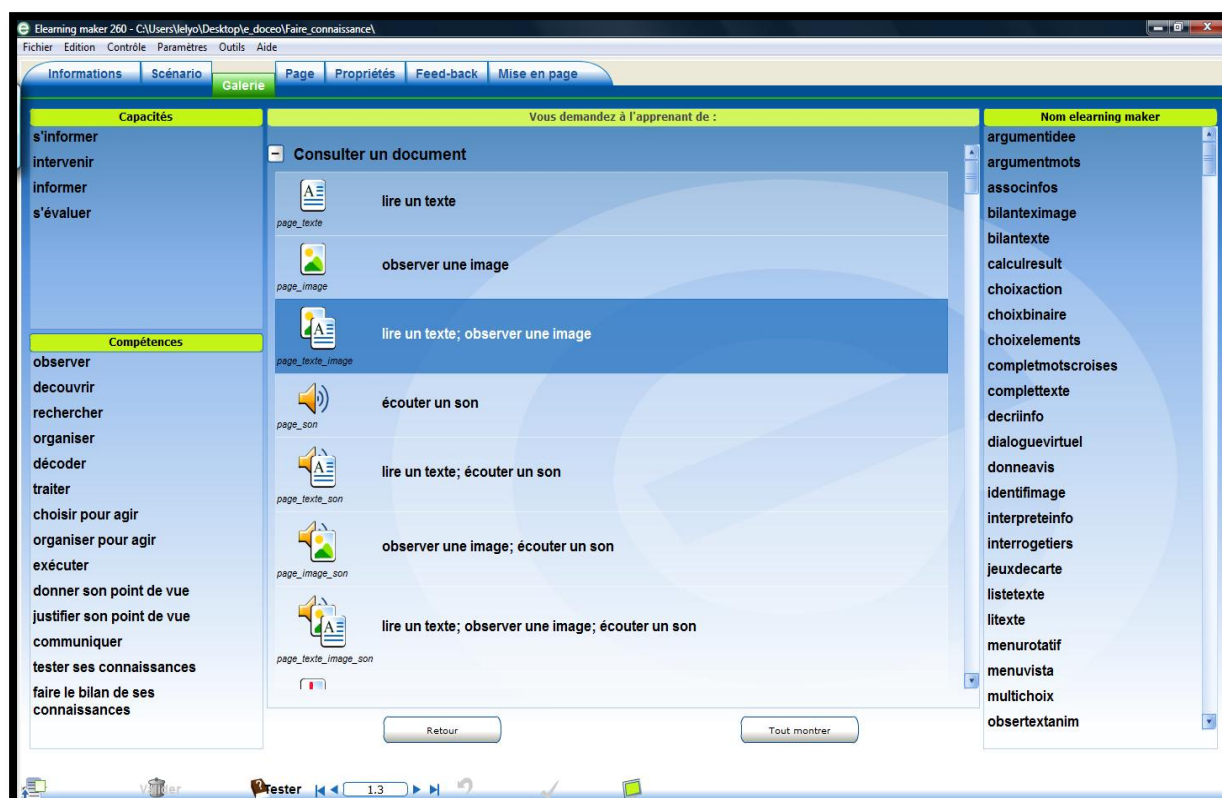 Elearning maker 260 - C:\Users\lelyo\Desktop\e_doceo\Faire_connaissance\
Fichier Edition Contrôle Paramètres Outils Aide
Informations Scénario Galerie Page Propriétés Feed-back Mise en page
Capacités
s'informer
intervenir
informer
s'évaluer
Compétences
observer
decouvrir
rechercher
organiser
décoder
traiter
choisir pour agir
organiser pour agir
exécuter
donner son point de vue
justifier son point de vue
communiquer
tester ses connaissances
faire le bilan de ses
connaissances
Vous demandez à l'apprenant de :
Consulter un document
lire un texte
page_texte
observer une image
page_image
lire un texte; observer une image
page_texte_image
écouter un son
page_son
lire un texte; écouter un son
page_texte_son
observer une image; écouter un son
page_image_son
lire un texte; observer une image; écouter un son
page_texte_image_son
Retour
Tout montrer
Nom elearning maker
argumentidee
argumentmots
associnfos
bilanteximage
bilantexte
calculresult
choixaction
choixbinaire
choixelements
completmotscroises
complettexte
decriinfo
dialoguevirtuel
donneavis
identifimage
interpreteinfo
interrogetiers
jeuxdecarte
listetexte
litexte
menurotatif
menuvista
multichoix
obsertextanim
Tester 1.3